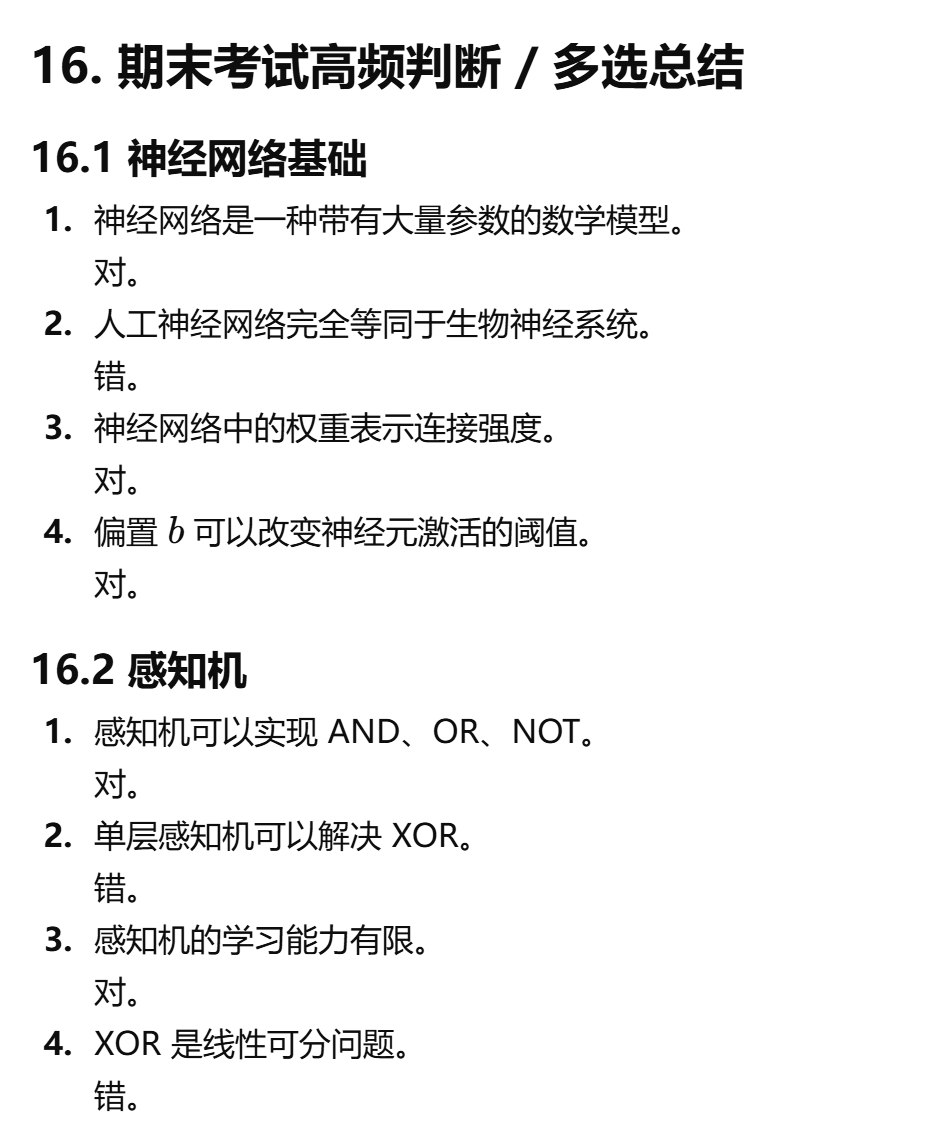 16. 期末考试高频判断 / 多选总结
16.1 神经网络基础
1. 神经网络是一种带有大量参数的数学模型。
对。
2. 人工神经网络完全等同于生物神经系统。
错。
3. 神经网络中的权重表示连接强度。
对。
4. 偏置 b 可以改变神经元激活的阈值。
对。
16.2 感知机
1. 感知机可以实现 AND、OR、NOT。
对。
2. 单层感知机可以解决 XOR。
错。
3. 感知机的学习能力有限。
对。
4. XOR 是线性可分问题。
错。